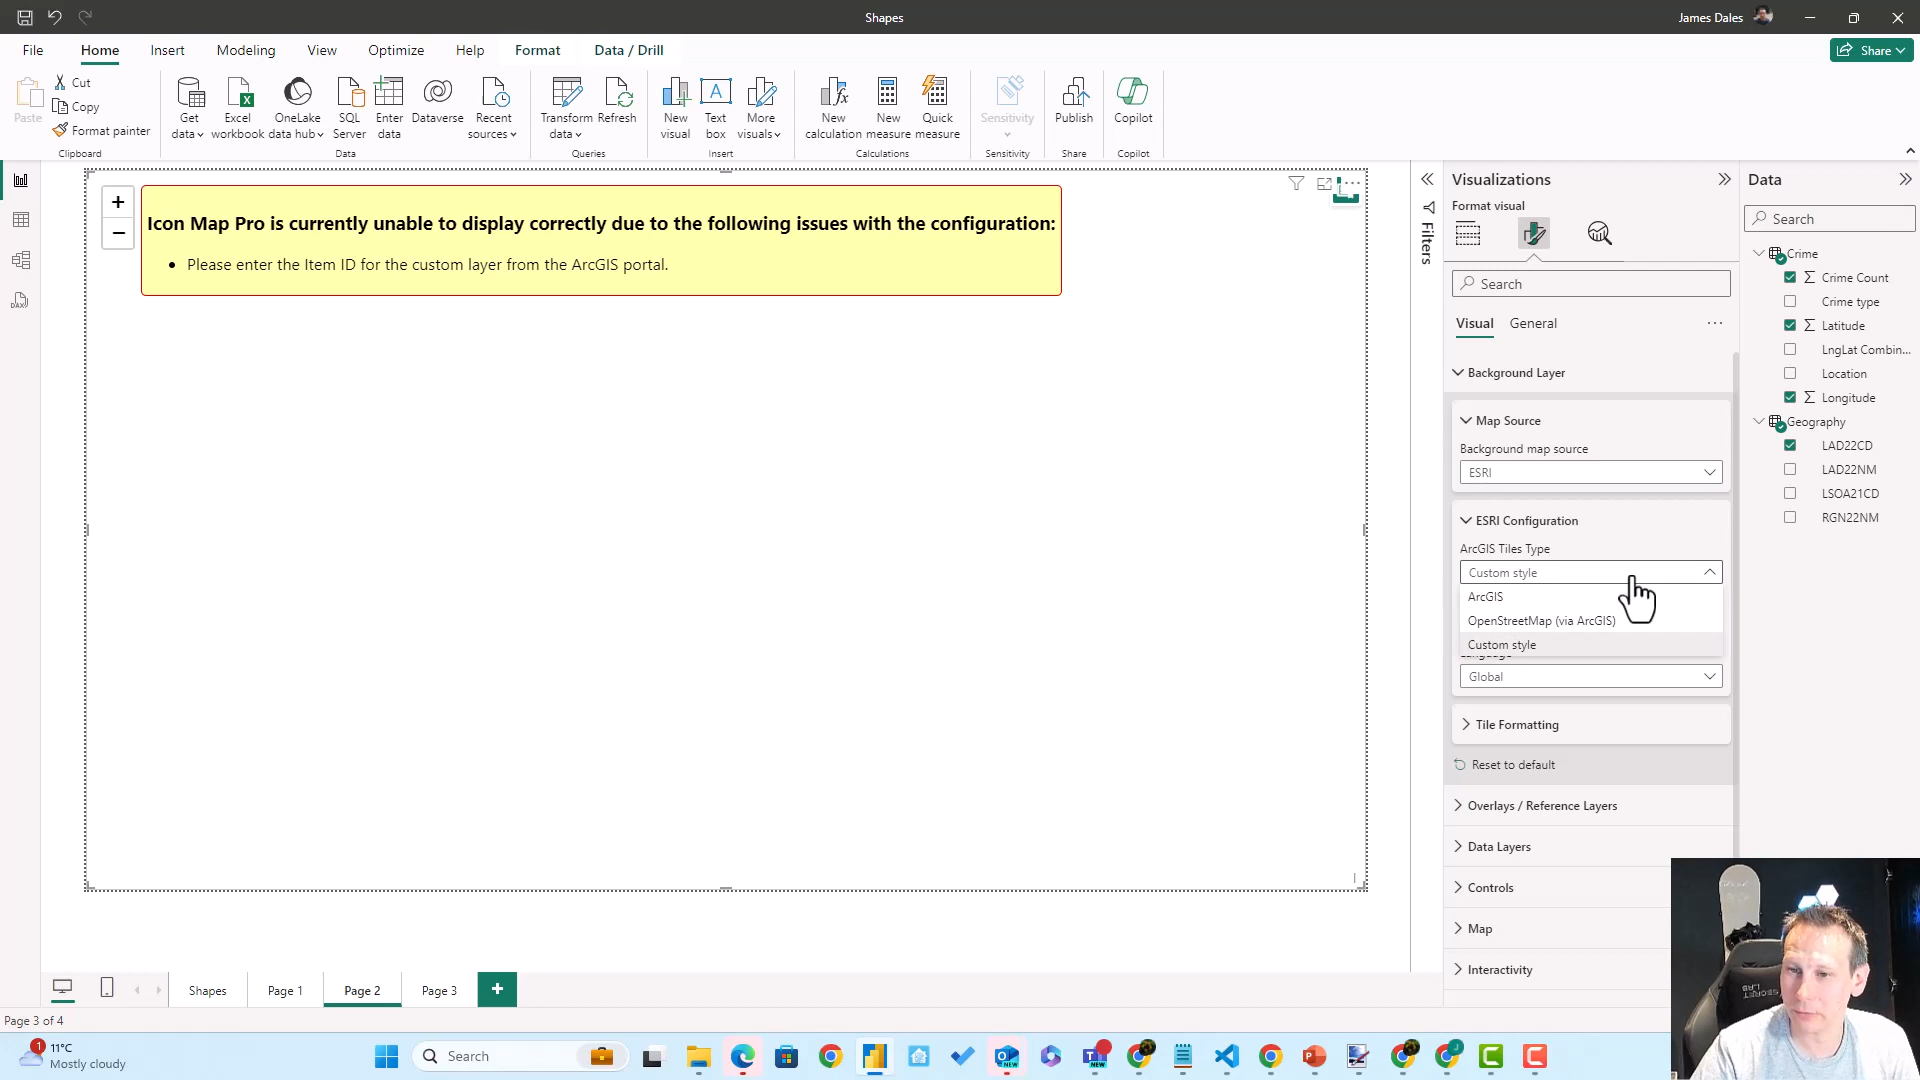 Shapes
James Dales
File
Home
Insert
Modeling
View
Optimize
Help
Format
Data / Drill
Share
Paste
Cut
Copy
Format painter
Clipboard
Get data
Excel workbook
OneLake data hub
SQL Server
Enter data
Dataverse
Recent sources
Data
Transform data
Refresh
Queries
New visual
Text box
More visuals
Insert
New calculation
New measure
Quick measure
Calculations
Sensitivity
Sensitivity
Publish
Share
Copilot
Copilot
+
−
Icon Map Pro is currently unable to display correctly due to the following issues with the configuration:
• Please enter the Item ID for the custom layer from the ArcGIS portal.
Filters
Visualizations
Format visual
Search
Visual
General
Background Layer
Map Source
Background map source
ESRI
ESRI Configuration
ArcGIS Tiles Type
Custom style
ArcGIS
OpenStreetMap (via ArcGIS)
Custom style
Language
Global
Tile Formatting
Reset to default
Overlays / Reference Layers
Data Layers
Controls
Map
Interactivity
Data
Search
Crime
Crime Count
Crime type
Latitude
LngLat Combin...
Location
Longitude
Geography
LAD22CD
LAD22NM
LSOA21CD
RGN22NM
DAX
Shapes
Page 1
Page 2
Page 3
+
Page 3 of 4
1
11°C
Mostly cloudy
Search
NEW
NEW
SECRET LAB